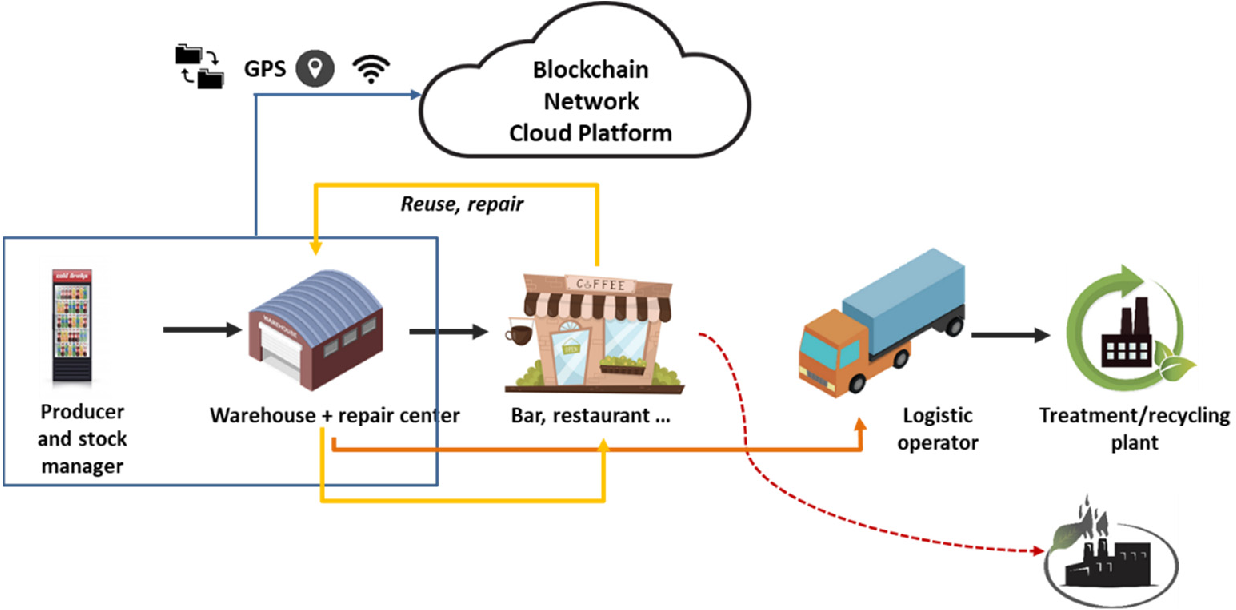 GPS
Blockchain
Network
Cloud Platform
Reuse, repair
cold drinks
WAREHOUSE
COFFEE
OPEN
Producer
and stock
manager
Warehouse + repair center
Bar, restaurant ...
Logistic
operator
Treatment/recycling
plant